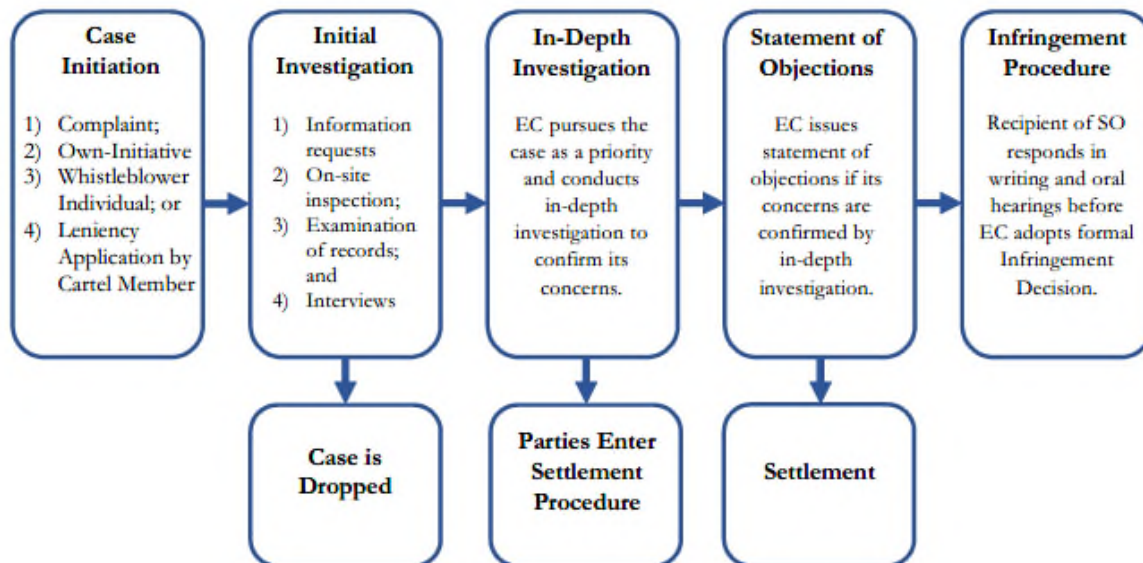 Case
Initiation
1) Complaint;
2) Own-Initiative
3) Whistleblower
Individual; or
4) Leniency
Application by
Cartel Member
Initial
Investigation
1) Information
requests
2) On-site
inspection;
3) Examination
of records;
and
4) Interviews
In-Depth
Investigation
EC pursues the
case as a priority
and conducts
in-depth
investigation to
confirm its
concerns.
Statement of
Objections
EC issues
statement of
objections if its
concerns are
confirmed by
in-depth
investigation.
Infringement
Procedure
Recipient of SO
responds in
writing and oral
hearings before
EC adopts formal
Infringement
Decision.
Case is
Dropped
Parties Enter
Settlement
Procedure
Settlement